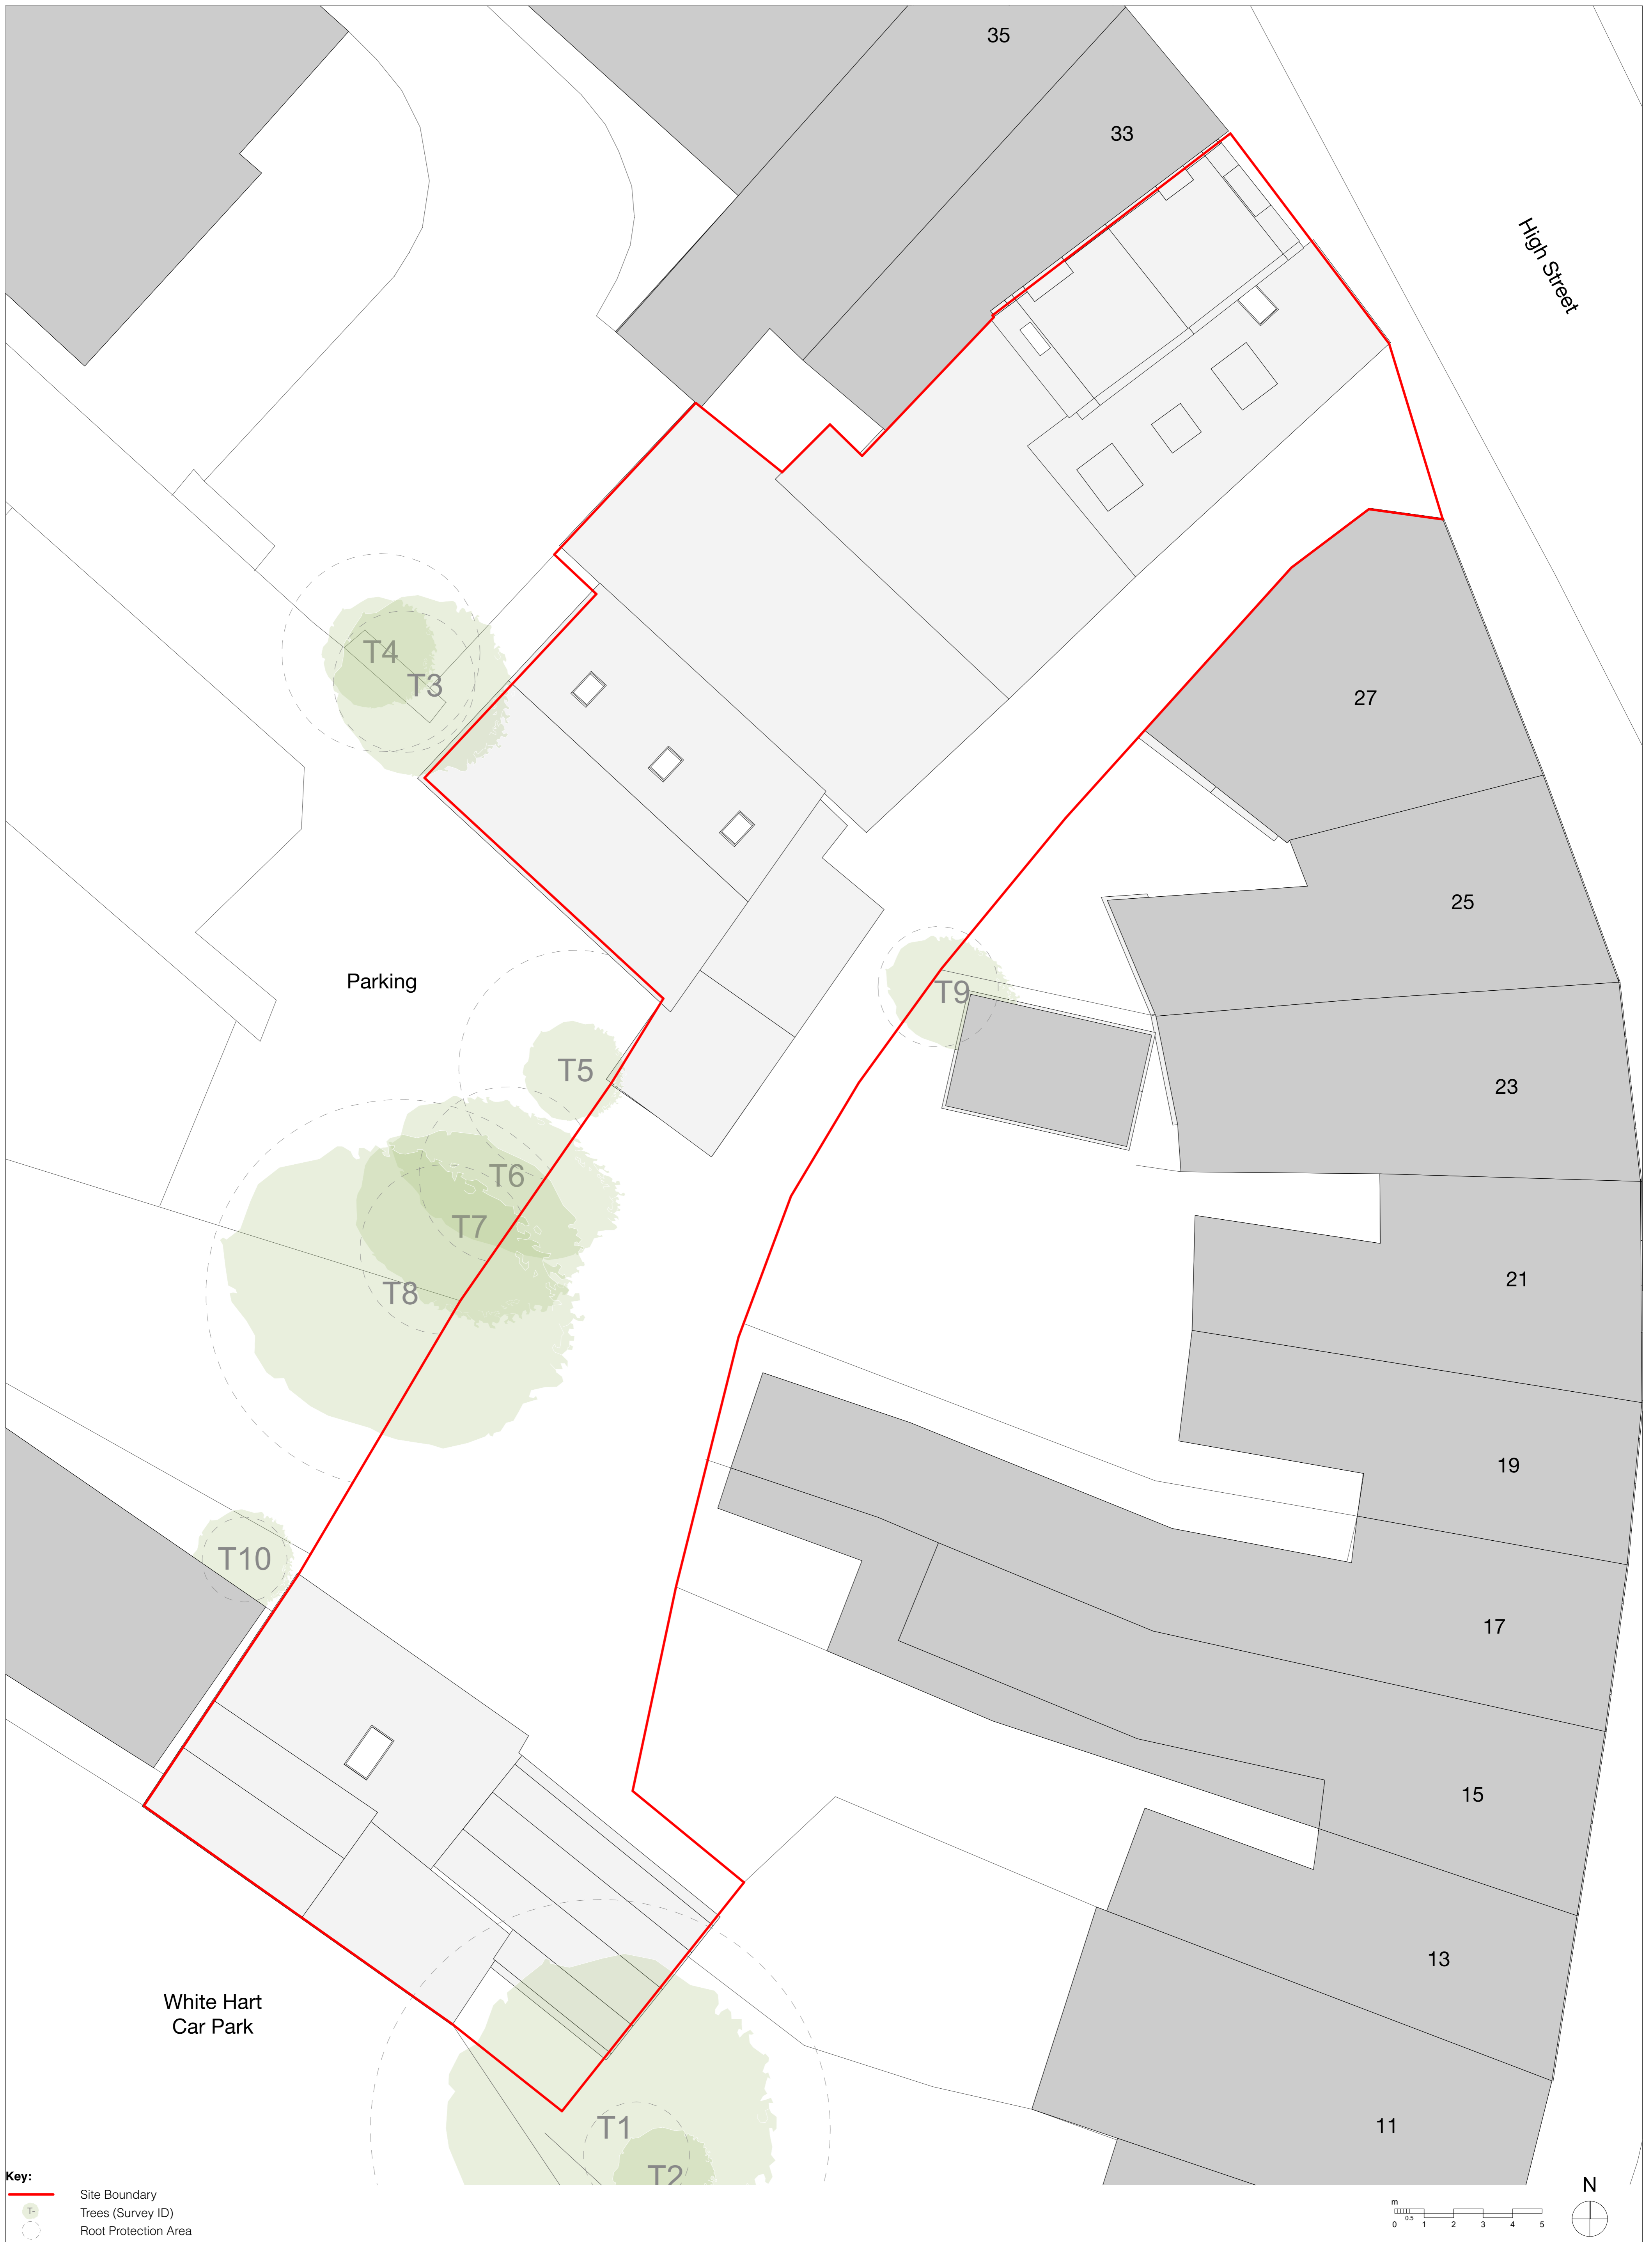 35
33
High Street
27
T4
T3
25
Parking
T9
T5
23
T6
T7
T8
21
19
T10
17
15
13
White Hart
Car Park
T1
11
T2
Key:
Site Boundary
T-
Trees (Survey ID)
Root Protection Area
N
m
0 0.5 1 2 3 4 5